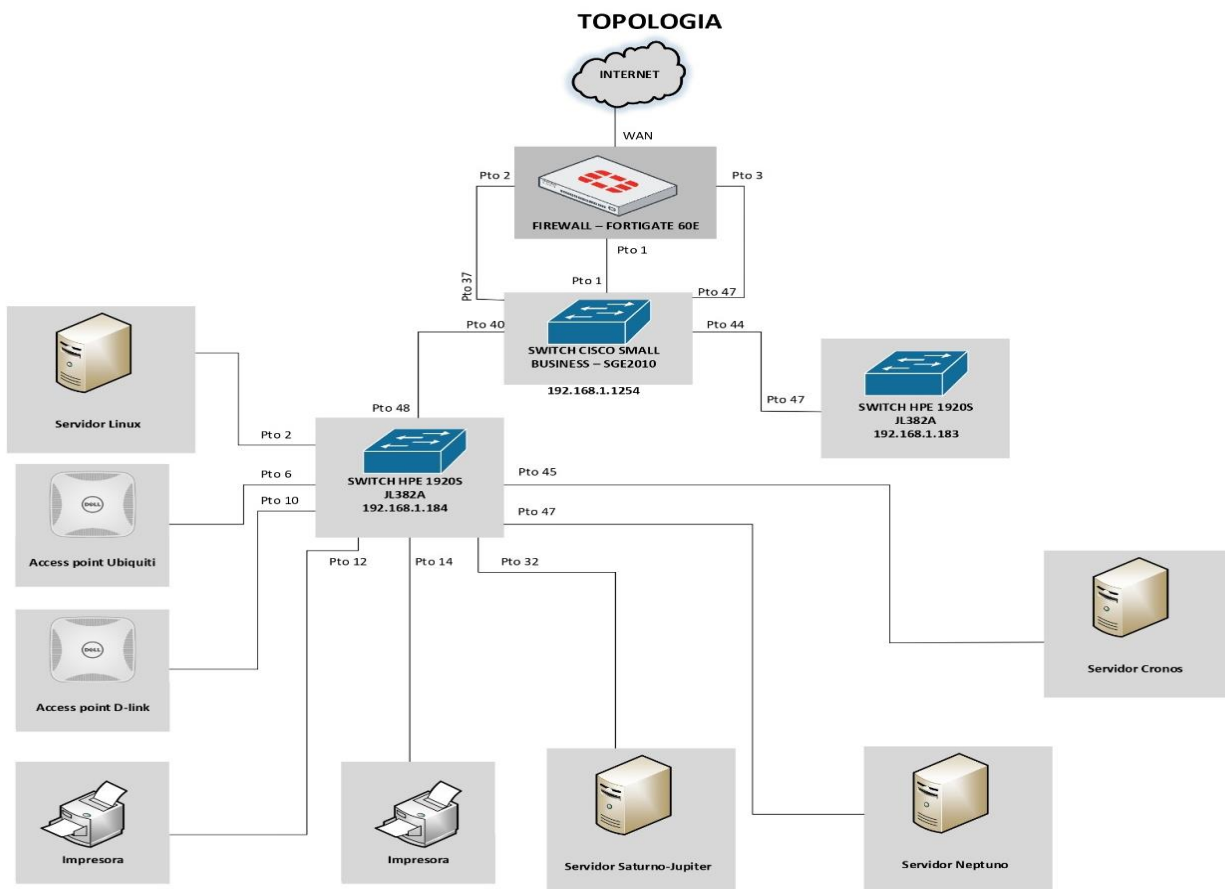 TOPOLOGIA
INTERNET
WAN
Pto 2
Pto 3
FIREWALL – FORTIGATE 60E
Pto 1
Pto 37
Pto 1
Pto 47
Pto 40
Pto 44
SWITCH CISCO SMALL
BUSINESS – SGE2010
192.168.1.1254
Pto 47
SWITCH HPE 1920S
JL382A
192.168.1.183
Pto 48
Servidor Linux
Pto 2
Pto 6
Pto 10
SWITCH HPE 1920S
JL382A
192.168.1.184
Pto 45
Pto 47
DELL
Access point Ubiquiti
Pto 12
Pto 14
Pto 32
DELL
Access point D-link
Servidor Cronos
Impresora
Impresora
Servidor Saturno-Jupiter
Servidor Neptuno